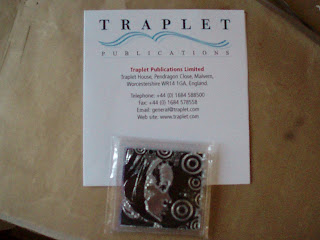 TRAPLET
PUBLICATIONS
Traplet Publications Limited
Traplet House, Pendragon Close, Malvern,
Worcestershire WR14 1GA, England.
Telephone: +44 (0) 1684 588500
Fax: +44 (0) 1684 578558
Email: general@traplet.com
Web site: www.traplet.com